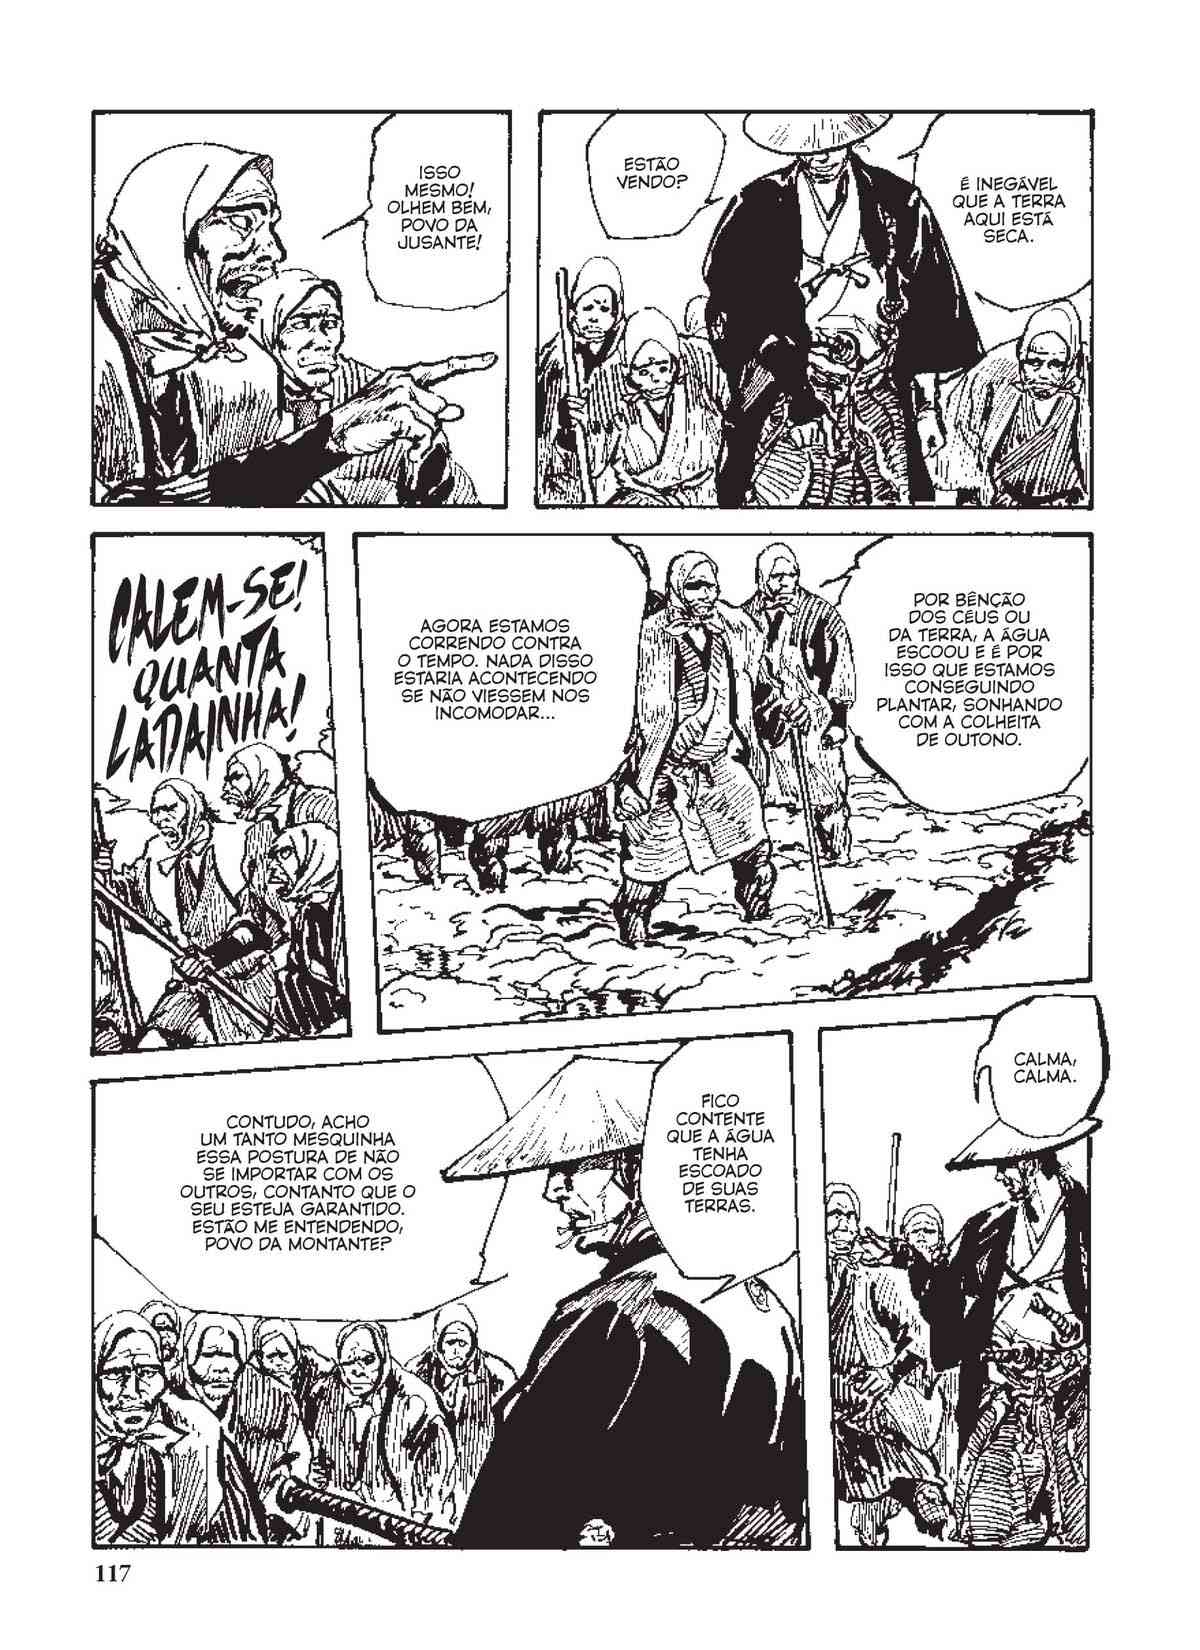 É INEGÁVEL
QUE A TERRA
AQUI ESTÁ
SECA.
ESTÃO
VENDO?
ISSO
MESMO!
OLHEM BEM,
POVO DA
JUSANTE!
POR BÊNÇÃO
DOS CÉUS OU
DA TERRA, A ÁGUA
ESCOOU E É POR
ISSO QUE ESTAMOS
CONSEGUINDO
PLANTAR, SONHANDO
COM A COLHEITA
DE OUTONO.
AGORA ESTAMOS
CORRENDO CONTRA
O TEMPO. NADA DISSO
ESTARIA ACONTECENDO
SE NÃO VIESSEM NOS
INCOMODAR...
CALEM-SE!
QUANTA
LADAINHA!
CALMA,
CALMA.
FICO
CONTENTE
QUE A ÁGUA
TENHA
ESCOADO
DE SUAS
TERRAS.
CONTUDO, ACHO
UM TANTO MESQUINHA
ESSA POSTURA DE NÃO
SE IMPORTAR COM OS
OUTROS, CONTANTO QUE O
SEU ESTEJA GARANTIDO.
ESTÃO ME ENTENDENDO,
POVO DA MONTANTE?
117